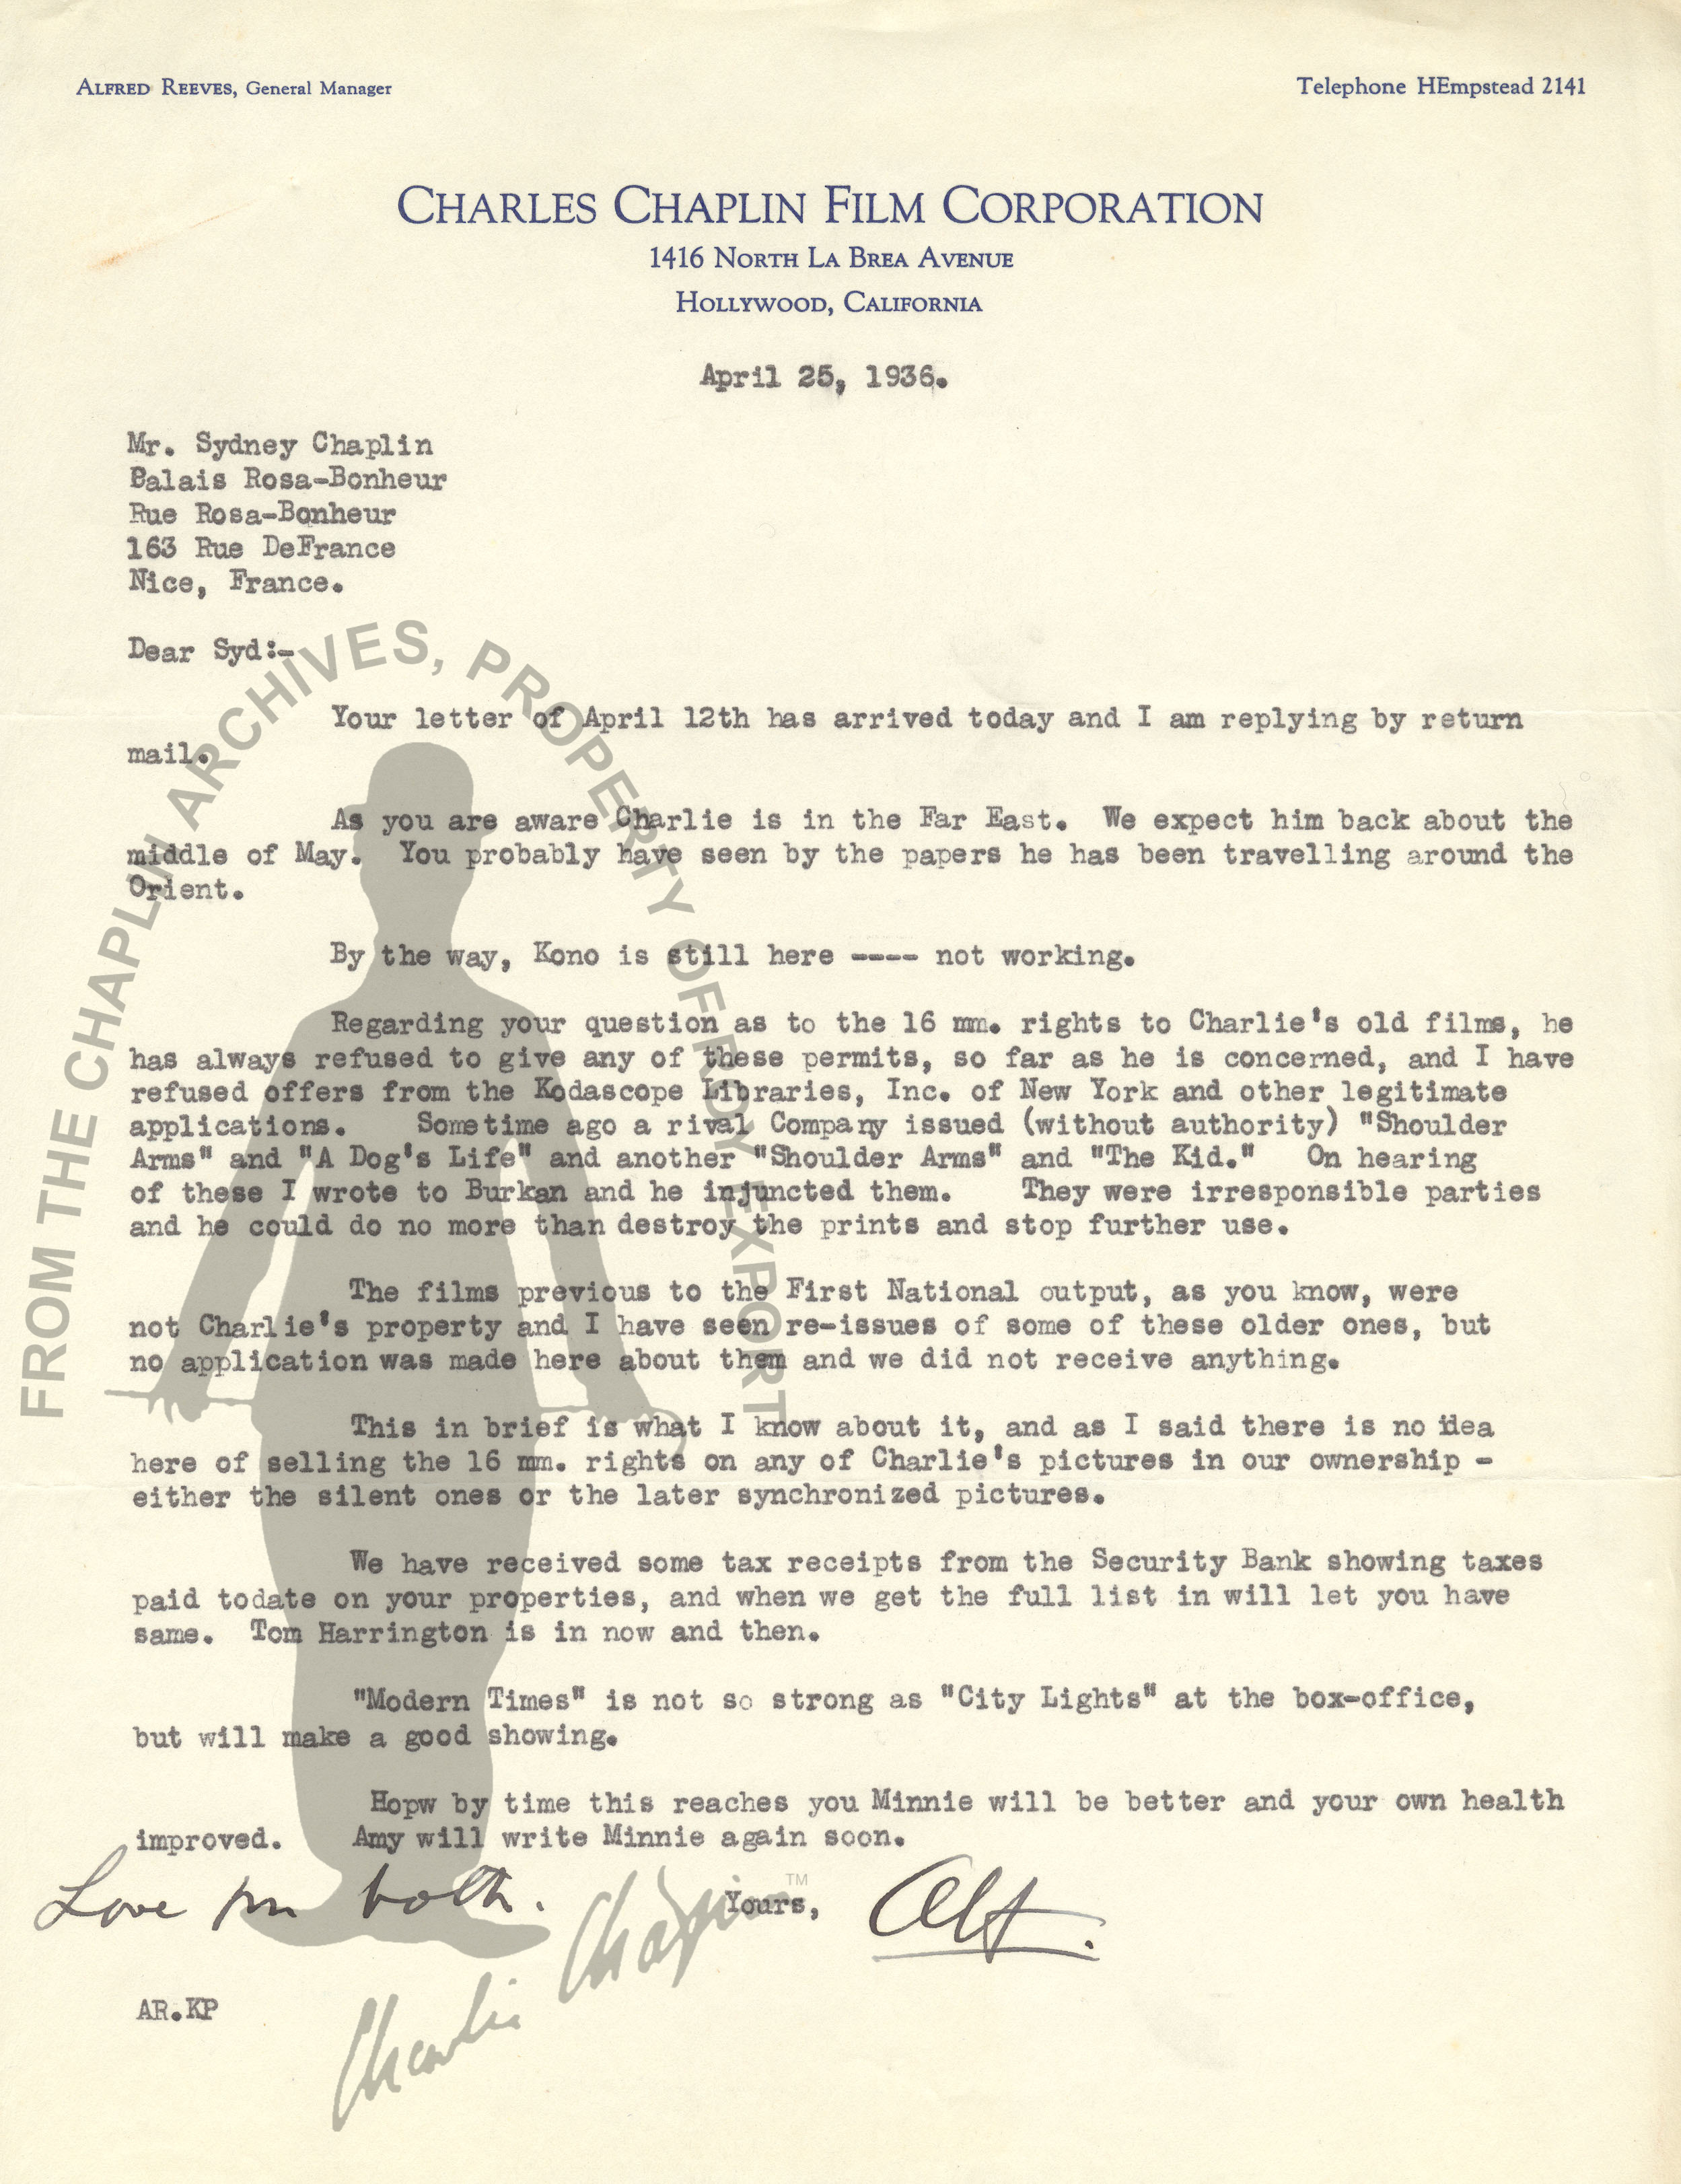 ALFRED REEVES, General Manager
Telephone HEmpstead 2141
CHARLES CHAPLIN FILM CORPORATION
1416 NORTH LA BREA AVENUE
HOLLYWOOD, CALIFORNIA
April 25, 1936.
Mr. Sydney Chaplin
Palais Rosa-Bonheur
Rue Rosa-Bonheur
163 Rue DeFrance
Nice, France.
Dear Syd:-
Your letter of April 12th has arrived today and I am replying by return
mail.
As you are aware Charlie is in the Far East. We expect him back about the
middle of May. You probably have seen by the papers he has been travelling around the
Orient.
By the way, Kono is still here ---- not working.
Regarding your question as to the 16 mm. rights to Charlie's old films, he
has always refused to give any of these permits, so far as he is concerned, and I have
refused offers from the Kodascope Libraries, Inc. of New York and other legitimate
applications. Sometime ago a rival Company issued (without authority) "Shoulder
Arms" and "A Dog's Life" and another "Shoulder Arms" and "The Kid." On hearing
of these I wrote to Burkan and he injuncted them. They were irresponsible parties
and he could do no more than destroy the prints and stop further use.
The films previous to the First National output, as you know, were
not Charlie's property and I have seen re-issues of some of these older ones, but
no application was made here about them and we did not receive anything.
This in brief is what I know about it, and as I said there is no idea
here of selling the 16 mm. rights on any of Charlie's pictures in our ownership -
either the silent ones or the later synchronized pictures.
We have received some tax receipts from the Security Bank showing taxes
paid todate on your properties, and when we get the full list in will let you have
same. Tom Harrington is in now and then.
"Modern Times" is not so strong as "City Lights" at the box-office,
but will make a good showing.
Hopw by time this reaches you Minnie will be better and your own health
improved. Amy will write Minnie again soon.
Love both.
Yours, Alf.
AR.KP
FROM THE CHAPLIN ARCHIVES, PROPERTY OF ROY EXPORT
Charlie Chaplin™